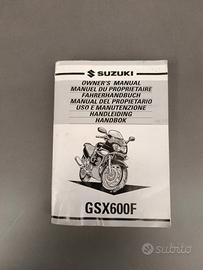 SUZUKI
OWNER'S MANUAL
MANUEL DU PROPRIETAIRE
FAHRERHANDBUCH
MANUAL DEL PROPIETARIO
USO E MANUTENZIONE
HANDLEIDING
HANDBOK
GSX600F
subito